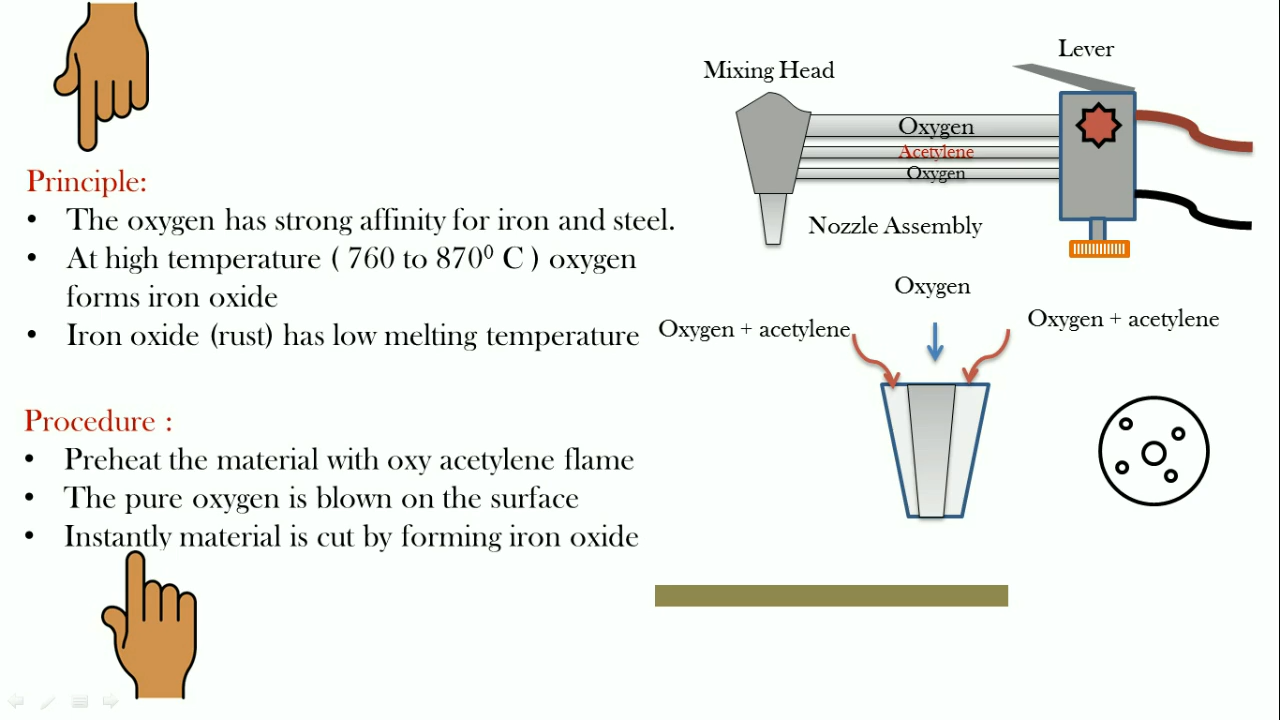 Principle:
• The oxygen has strong affinity for iron and steel.
• At high temperature ( 760 to 870⁰ C ) oxygen
forms iron oxide
• Iron oxide (rust) has low melting temperature
Procedure :
• Preheat the material with oxy acetylene flame
• The pure oxygen is blown on the surface
• Instantly material is cut by forming iron oxide
Lever
Mixing Head
Oxygen
Acetylene
Oxygen
Nozzle Assembly
Oxygen
Oxygen + acetylene
Oxygen + acetylene